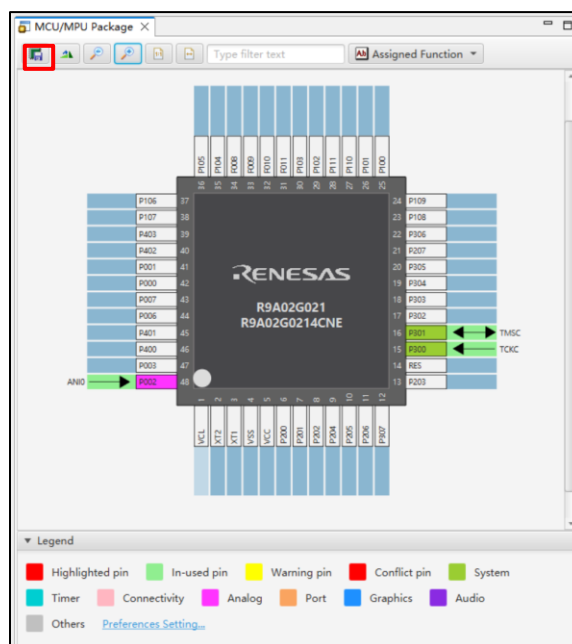 MCU/MPU Package
Type filter text
Assigned Function
P105 P104 F008 F009 F010 F011 P103 P102 P111 P110 P101 P100
36 35 34 33 32 31 30 29 28 27 26 25
P106 37 24 P109
P107 38 23 P108
P403 39 22 P306
P402 40 21 P207
P001 41 20 P305
P000 42 19 P304
P007 43 18 P303
P006 44 17 P302
P401 45 16 P301 TMSC
P400 46 15 P300 TCKC
P003 47 14 RES
ANI0 P002 48 13 P203
RENESAS
R9A02G021
R9A02G0214CNE
1 2 3 4 5 6 7 8 9 10 11 12
VCL XT2 XT1 VSS VCC P200 P201 P202 P204 P205 P206 P307
Legend
Highlighted pin In-used pin Warning pin Conflict pin System
Timer Connectivity Analog Port Graphics Audio
Others Preferences Setting...